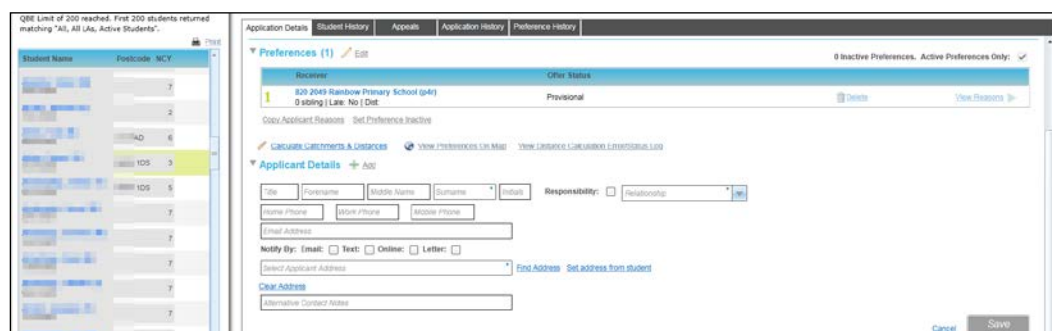 QBE Limit of 200 reached. First 200 students returned
matching "All, All LAs, Active Students".
Print
Student Name Postcode NCY
7
2
AD 6
1DS 3
1DS 5
7
7
7
7
7
Application Details Student History Appeals Application History Preference History
Preferences (1) Edit
0 Inactive Preferences. Active Preferences Only:
Receiver Offer Status
1 820 2049 Rainbow Primary School (p4r) Provisional Delete View Reasons
0 sibling | Late: No | Dist:
Copy Applicant Reasons Set Preference Inactive
Calculate Catchments & Distances View Preferences On Map View Distance Calculation Error/Status Log
Applicant Details Add
Title Forename Middle Name Surname * Initials Responsibility: Relationship *
Home Phone Work Phone Mobile Phone
Email Address
Notify By: Email: Text: Online: Letter:
Select Applicant Address * Find Address Set address from student
Clear Address
Alternative Contact Notes
Cancel Save